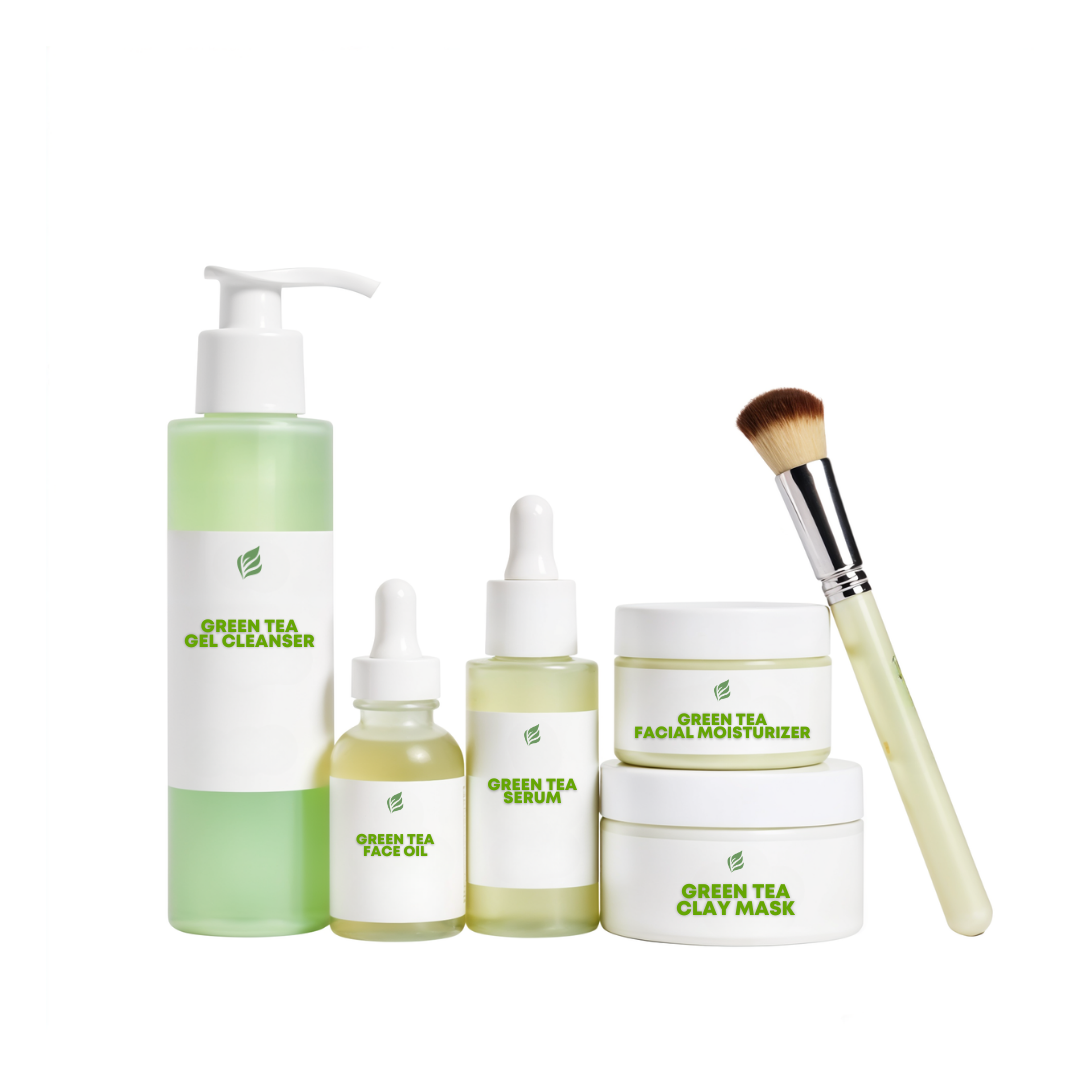 GREEN TEA
GEL CLEANSER
GREEN TEA
FACE OIL
GREEN TEA
SERUM
GREEN TEA
FACIAL MOISTURIZER
GREEN TEA
CLAY MASK